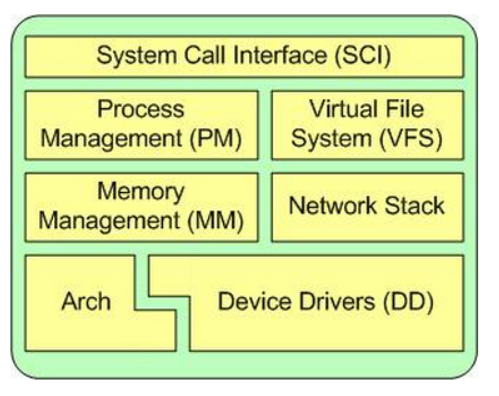 System Call Interface (SCI)
Process
Management (PM)
Virtual File
System (VFS)
Memory
Management (MM)
Network Stack
Arch
Device Drivers (DD)